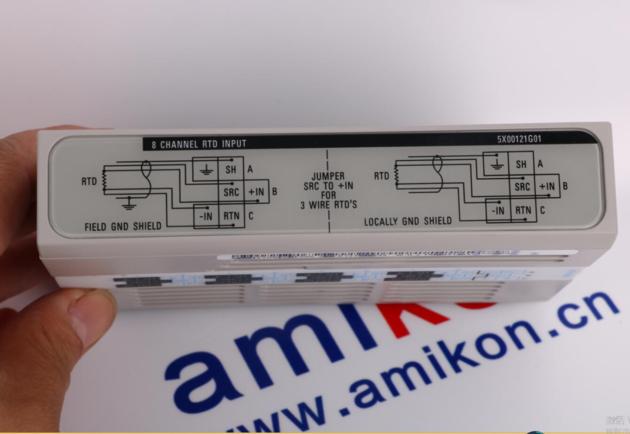 8 CHANNEL RTD INPUT 5X00121G01
RTD
SH A
SRC +IN B
-IN RTN C
FIELD GND SHIELD
JUMPER
SRC TO +IN
FOR
3 WIRE RTD'S
RTD
SH A
SRC +IN B
-IN RTN C
LOCALLY GND SHIELD
www.amikon.cn